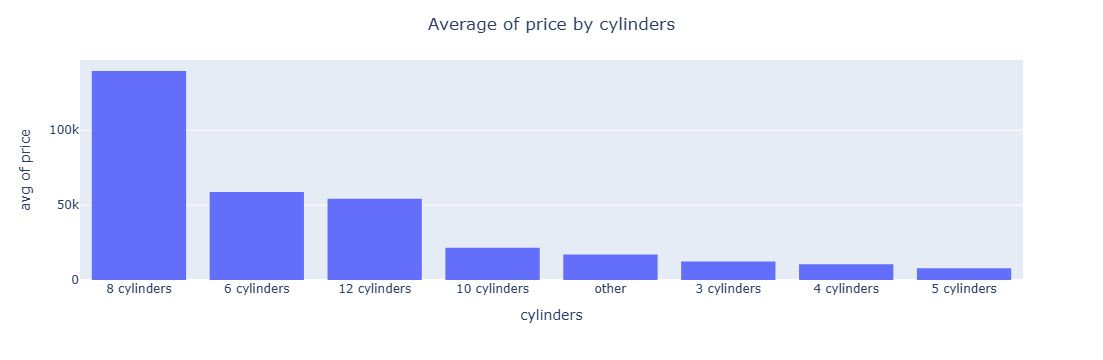 Average of price by cylinders
avg of price
100k
50k
0
8 cylinders
6 cylinders
12 cylinders
10 cylinders
other
3 cylinders
4 cylinders
5 cylinders
cylinders